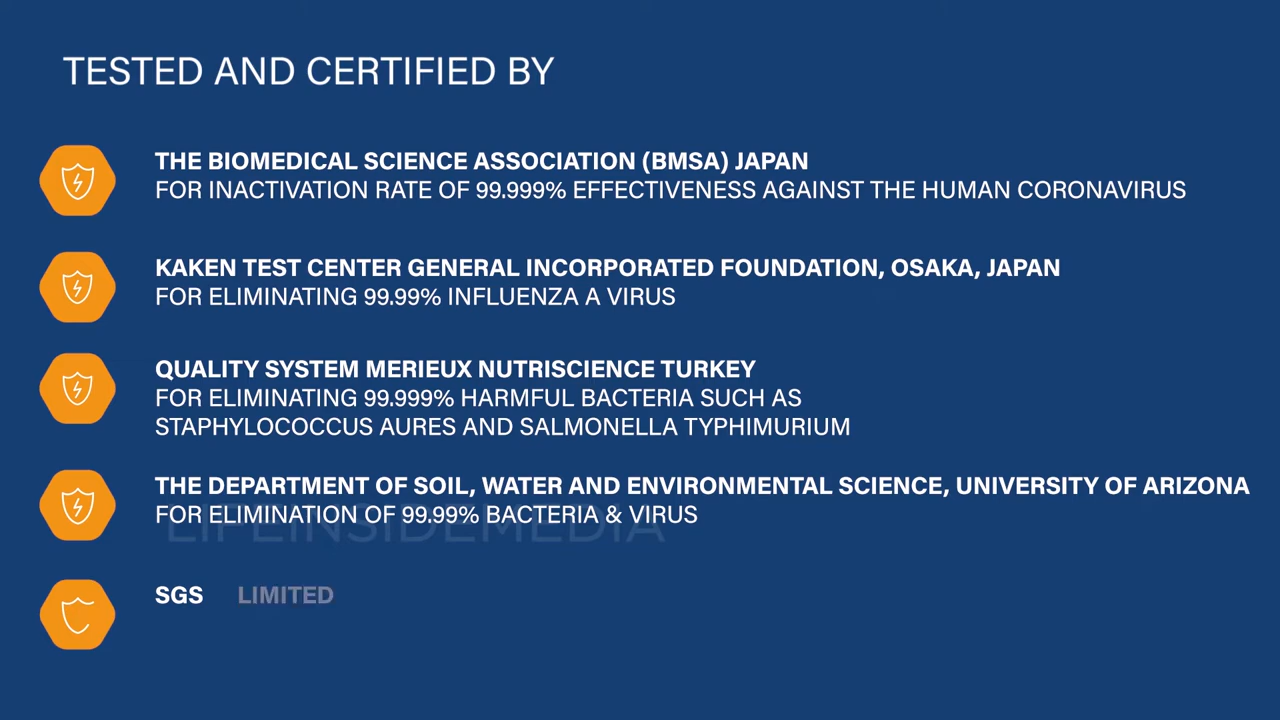 TESTED AND CERTIFIED BY
THE BIOMEDICAL SCIENCE ASSOCIATION (BMSA) JAPAN
FOR INACTIVATION RATE OF 99.999% EFFECTIVENESS AGAINST THE HUMAN CORONAVIRUS
KAKEN TEST CENTER GENERAL INCORPORATED FOUNDATION, OSAKA, JAPAN
FOR ELIMINATING 99.99% INFLUENZA A VIRUS
QUALITY SYSTEM MERIEUX NUTRISCIENCE TURKEY
FOR ELIMINATING 99.999% HARMFUL BACTERIA SUCH AS
STAPHYLOCOCCUS AURES AND SALMONELLA TYPHIMURIUM
THE DEPARTMENT OF SOIL, WATER AND ENVIRONMENTAL SCIENCE, UNIVERSITY OF ARIZONA
FOR ELIMINATION OF 99.99% BACTERIA & VIRUS
LIFEINSIDEMEDIA
SGS LIMITED